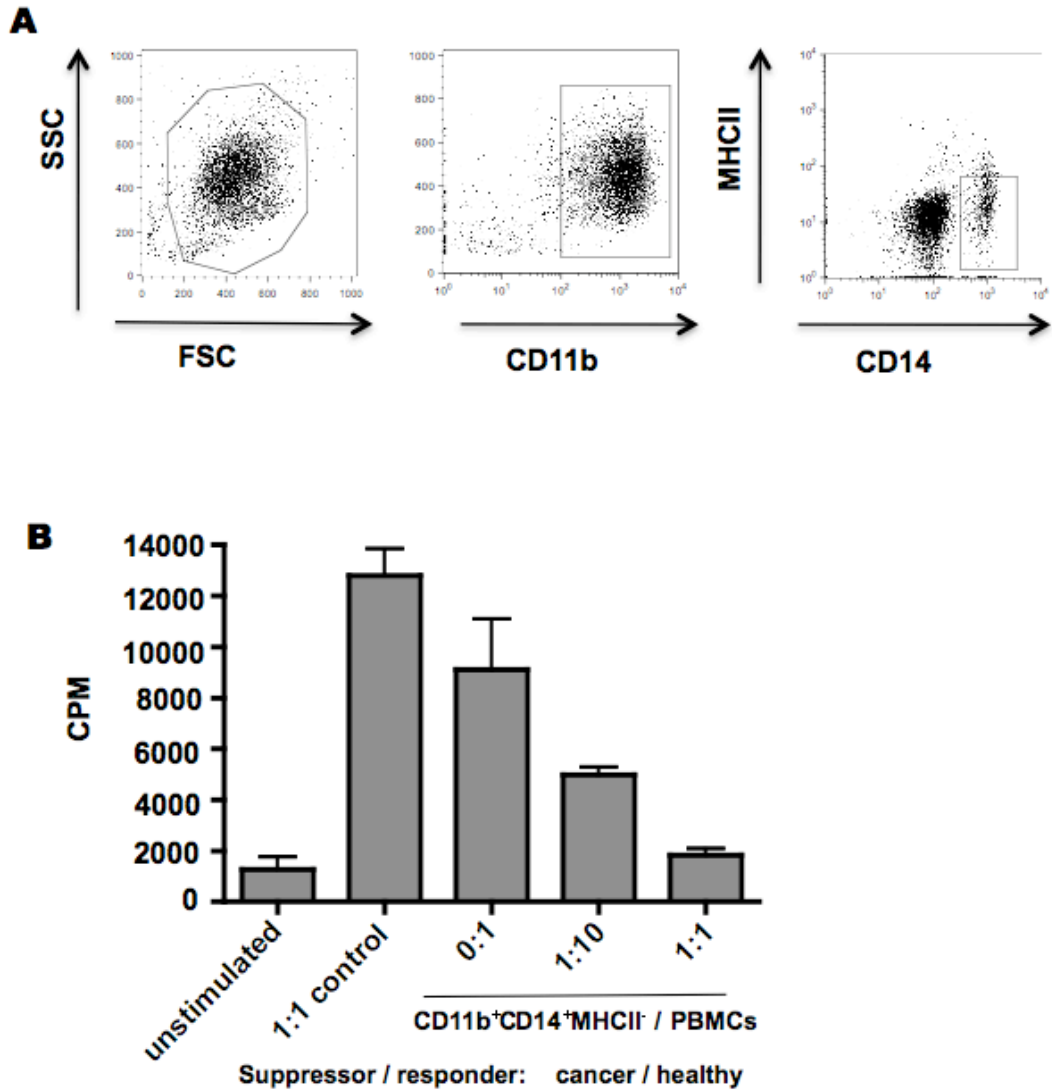 A
SSC
1000
800
600
400
200
0
0 200 400 600 800 1000
FSC
1000
800
600
400
200
0
10⁰ 10¹ 10² 10³ 10⁴
CD11b
MHCII
10⁴
10³
10²
10¹
10⁰
10⁰ 10¹ 10² 10³ 10⁴
CD14
B
CPM
14000
12000
10000
8000
6000
4000
2000
0
unstimulated
1:1 control
0:1
1:10
1:1
CD11b⁺CD14⁺MHCII⁻ / PBMCs
Suppressor / responder: cancer / healthy